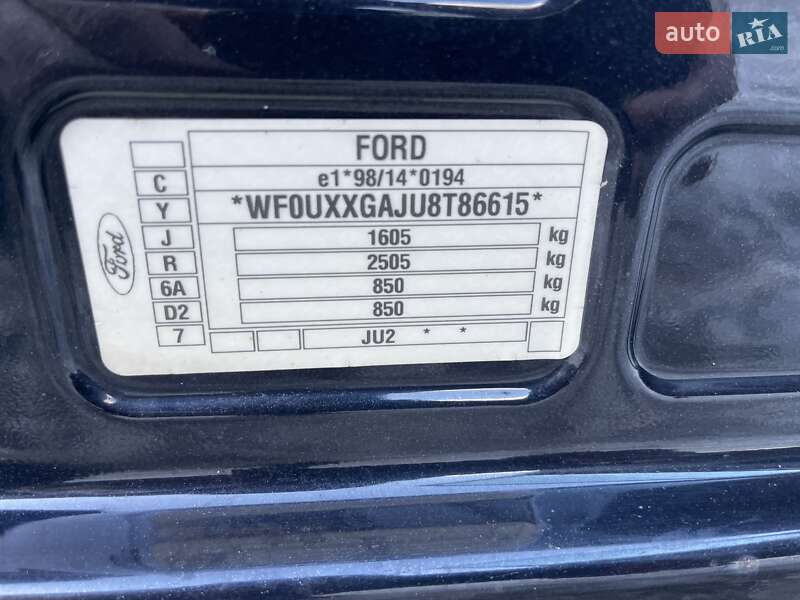 auto RIA .com
FORD
C e1*98/14*0194
Y *WF0UXXGAJU8T86615*
J 1605 kg
R 2505 kg
6A 850 kg
D2 850 kg
7 JU2 * *
Ford